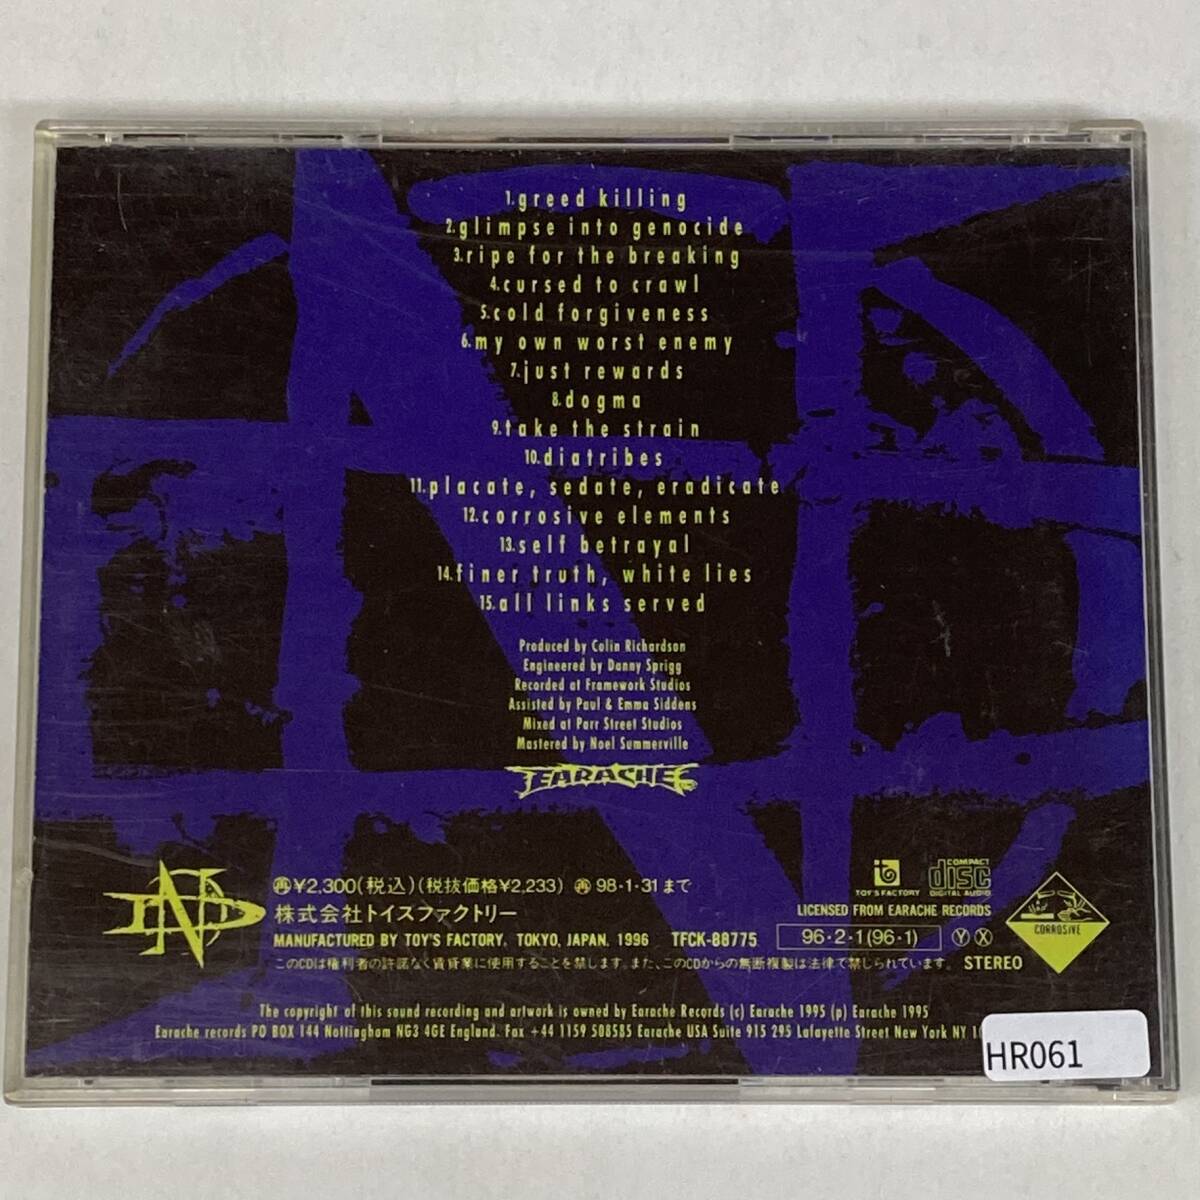 1.greed killing
2.glimpse into genocide
3.ripe for the breaking
4.cursed to crawl
5.cold forgiveness
6.my own worst enemy
7.just rewards
8.dogma
9.take the strain
10.diatribes
11.placate, sedate, eradicate
12.corrosive elements
13.self betrayal
14.finer truth, white lies
15.all links served
Produced by Colin Richardson
Engineered by Danny Sprigg
Recorded at Framework Studios
Assisted by Paul & Emma Siddens
Mixed at Parr Street Studios
Mastered by Noel Summerville
EARACHE
ND
再¥2,300(税込)(税抜価格¥2,233) 再98·1·31まで
株式会社トイズファクトリー
MANUFACTURED BY TOY'S FACTORY, TOKYO, JAPAN, 1996 TFCK-88775
TOY'S FACTORY
COMPACT
disc
DIGITAL AUDIO
LICENSED FROM EARACHE RECORDS
96·2·1(96·1) Y X
このCDは権利者の許諾なく賃貸業に使用することを禁じます。また、このCDからの無断複製は法律で禁じられています。 STEREO
CORROSIVE
The copyright of this sound recording and artwork is owned by Earache Records (c) Earache 1995 (p) Earache 1995
Earache records PO BOX 144 Nottingham NG3 4GE England. Fax +44 1159 508585 Earache USA Suite 915 295 Lafayette Street New York NY
HR061